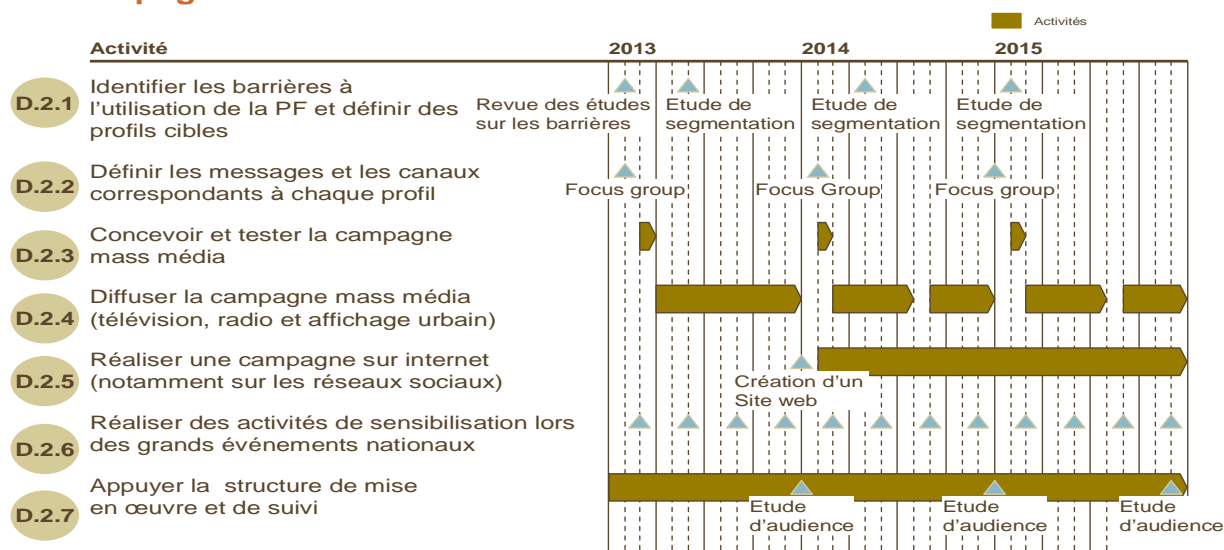 Activités
Activité 2013 2014 2015
D.2.1
Identifier les barrières à
l'utilisation de la PF et définir des
profils cibles
Revue des études
sur les barrières
Etude de
segmentation
Etude de
segmentation
Etude de
segmentation
D.2.2
Définir les messages et les canaux
correspondants à chaque profil
Focus group
Focus Group
Focus group
D.2.3
Concevoir et tester la campagne
mass média
D.2.4
Diffuser la campagne mass média
(télévision, radio et affichage urbain)
D.2.5
Réaliser une campagne sur internet
(notamment sur les réseaux sociaux)
Création d'un
Site web
D.2.6
Réaliser des activités de sensibilisation lors
des grands événements nationaux
D.2.7
Appuyer la structure de mise
en œuvre et de suivi
Etude
d'audience
Etude
d'audience
Etude
d'audience